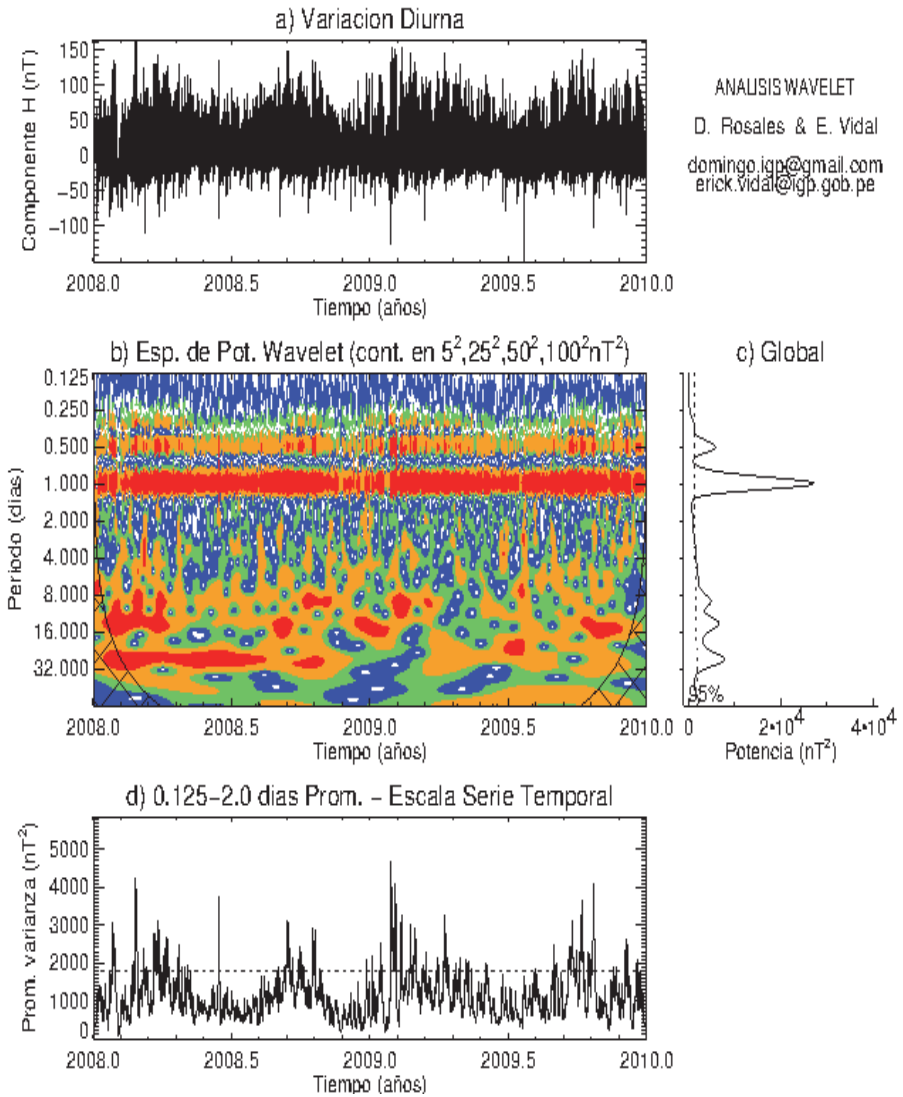 a) Variacion Diurna
Componente H (nT)
150
100
50
0
−50
−100
2008.0 2008.5 2009.0 2009.5 2010.0
Tiempo (años)
ANALISIS WAVELET
D. Rosales & E. Vidal
domingo.igp@gmail.com
erick.vidal@igp.gob.pe
b) Esp. de Pot. Wavelet (cont. en 5²,25²,50²,100²nT²)
Periodo (dias)
0.125
0.250
0.500
1.000
2.000
4.000
8.000
16.000
32.000
2008.0 2008.5 2009.0 2009.5 2010.0
Tiempo (años)
c) Global
95%
0 2•10⁴ 4•10⁴
Potencia (nT²)
d) 0.125−2.0 dias Prom. − Escala Serie Temporal
Prom. varianza (nT²)
5000
4000
3000
2000
1000
0
2008.0 2008.5 2009.0 2009.5 2010.0
Tiempo (años)